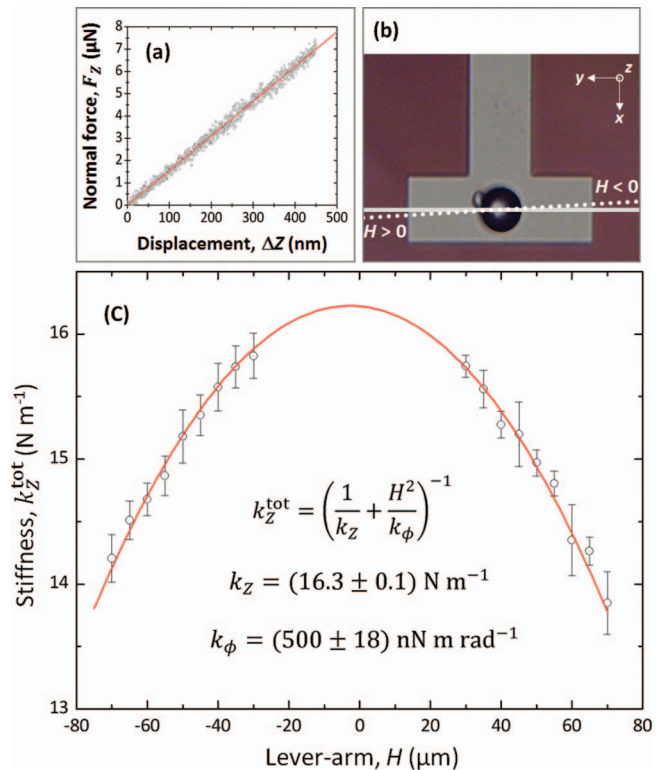 (a)
Normal force, F_Z (μN)
8
7
6
5
4
3
2
1
0
0 100 200 300 400 500
Displacement, ΔZ (nm)
(b)
z
y
x
H < 0
H > 0
(C)
Stiffness, k_Z^tot (N m⁻¹)
16
15
14
13
k_Z^tot = (1/k_Z + H²/k_ϕ)⁻¹
k_Z = (16.3 ± 0.1) N m⁻¹
k_ϕ = (500 ± 18) nN m rad⁻¹
-80 -60 -40 -20 0 20 40 60 80
Lever-arm, H (μm)